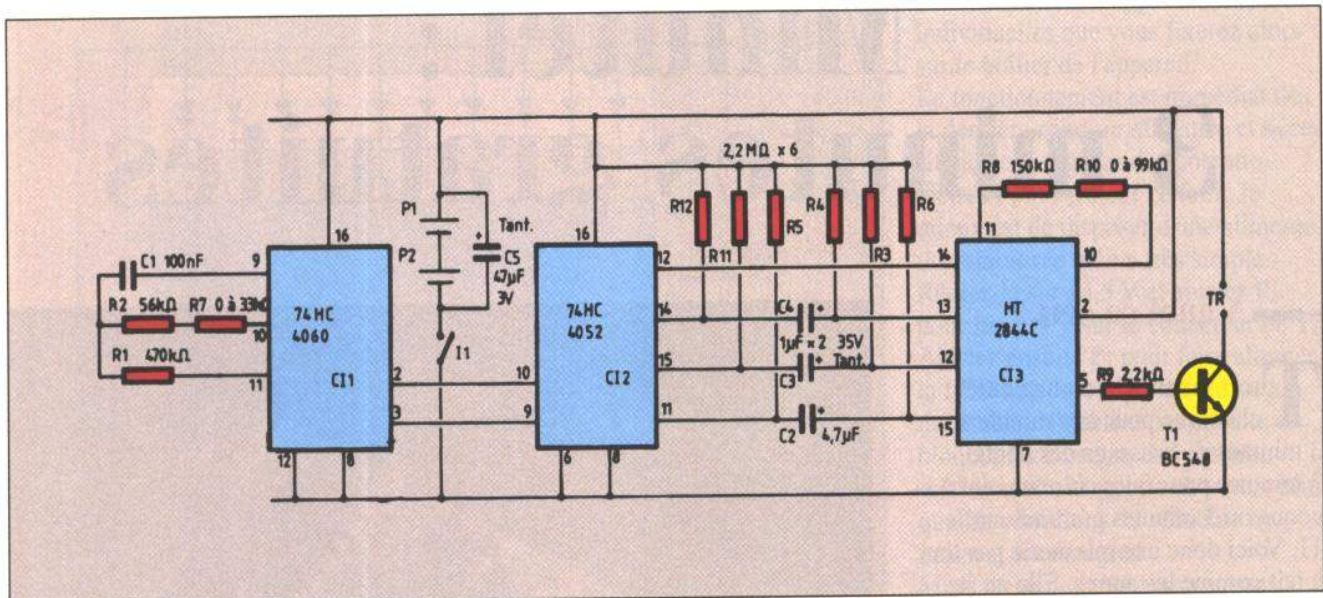 2,2MΩ x 6
R8 150kΩ R10 0 à 99kΩ
P1
Tant.
R12
R4
R6
R5
11
16
P2
C5
16
R11
R3
12
14
10
C1 100nF
9
47µF
R2 56kΩ R7 0 à 33kΩ
3V
74HC
4060
74HC
4052
14
C4
13
HT
2844C
2
TR
10
1µF x 2 35V
R1 470kΩ
I1
15
Tant.
12
11
CI1
2
10
CI2
C3
CI3
5
R9 2,2kΩ
3
9
11
C2
4,7µF
15
T1
BC548
12
8
6
8
7